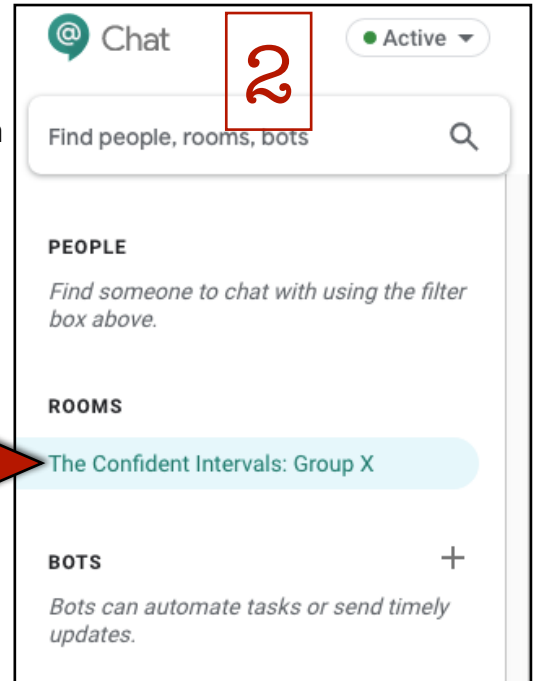 @ Chat
Active
2
Find people, rooms, bots
PEOPLE
Find someone to chat with using the filter
box above.
ROOMS
The Confident Intervals: Group X
BOTS
Bots can automate tasks or send timely
updates.